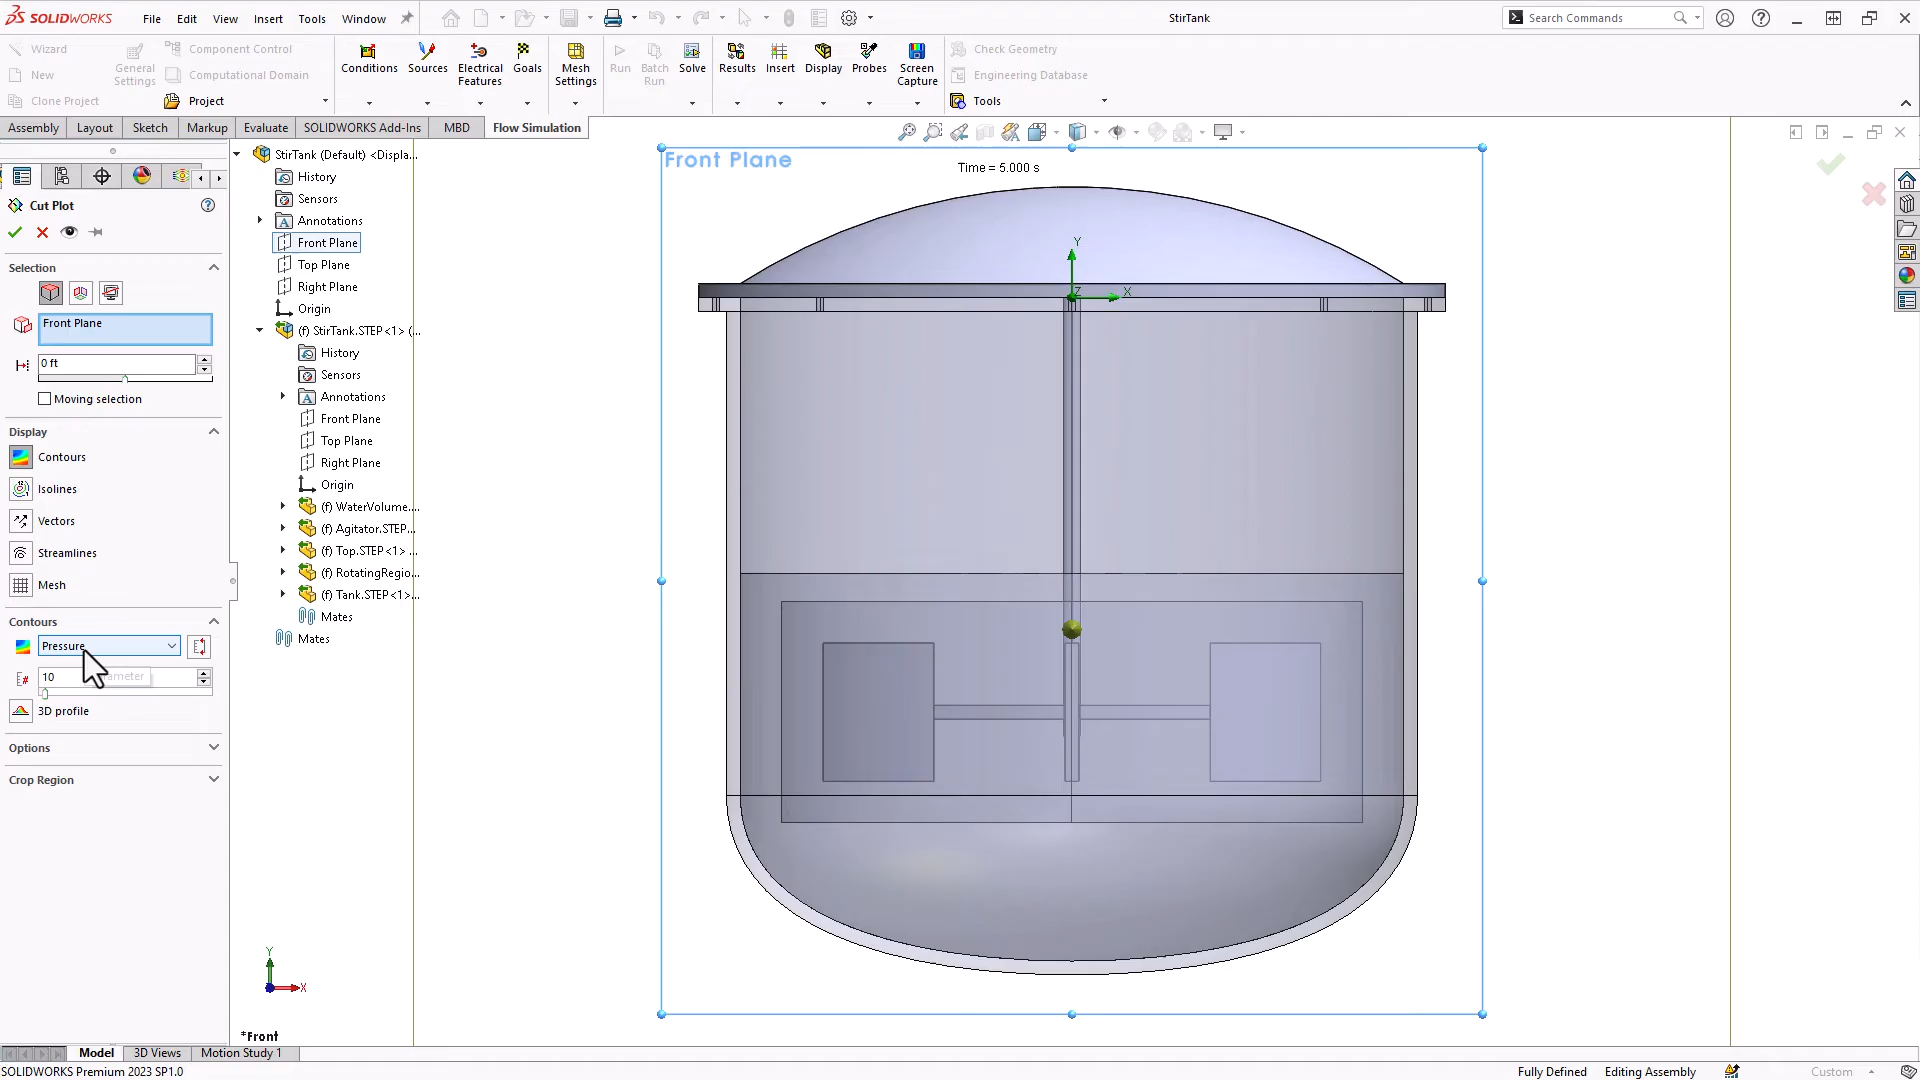 SOLIDWORKS
File Edit View Insert Tools Window
StirTank
Search Commands
Wizard
New
Clone Project
General Settings
Component Control
Computational Domain
Project
Conditions
Sources
Electrical Features
Goals
Mesh Settings
Run
Batch Run
Solve
Results
Insert
Display
Probes
Screen Capture
Check Geometry
Engineering Database
Tools
Assembly Layout Sketch Markup Evaluate SOLIDWORKS Add-Ins MBD Flow Simulation
Cut Plot
Selection
Front Plane
0 ft
Moving selection
Display
Contours
Isolines
Vectors
Streamlines
Mesh
Contours
Pressure
10
3D profile
Options
Crop Region
StirTank (Default) <Displa...
History
Sensors
Annotations
Front Plane
Top Plane
Right Plane
Origin
(f) StirTank.STEP<1> (...
History
Sensors
Annotations
Front Plane
Top Plane
Right Plane
Origin
(f) WaterVolume....
(f) Agitator.STEP...
(f) Top.STEP<1> ...
(f) RotatingRegio...
(f) Tank.STEP<1>...
Mates
Mates
Front Plane
Time = 5.000 s
Y
X
Z
Y
X
*Front
Model 3D Views Motion Study 1
SOLIDWORKS Premium 2023 SP1.0
Fully Defined Editing Assembly Custom